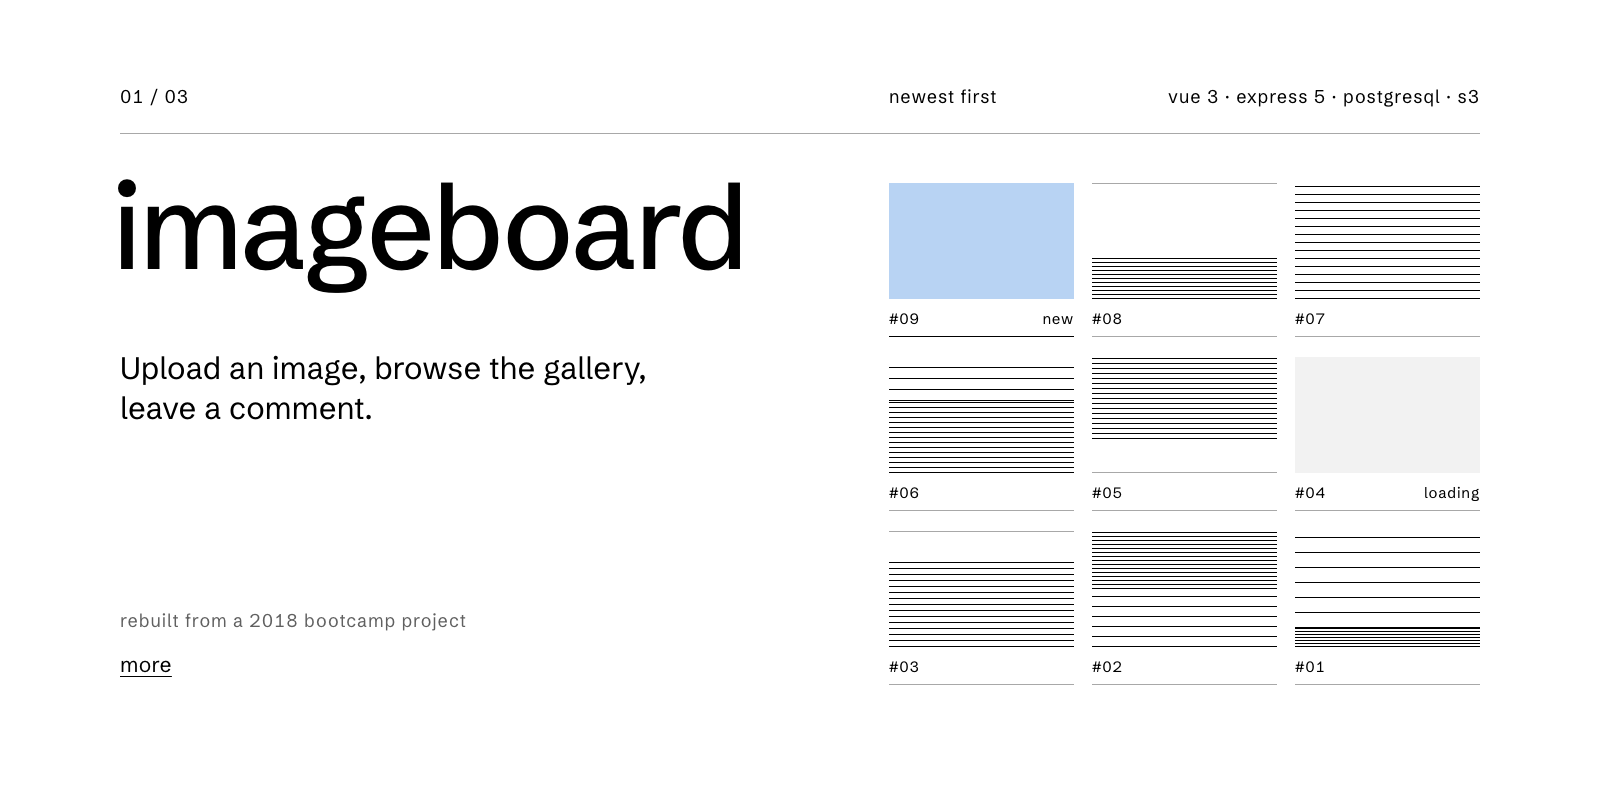 01 / 03
newest first
vue 3 · express 5 · postgresql · s3
imageboard
Upload an image, browse the gallery,
leave a comment.
rebuilt from a 2018 bootcamp project
more
#09 new
#08
#07
#06
#05
#04 loading
#03
#02
#01